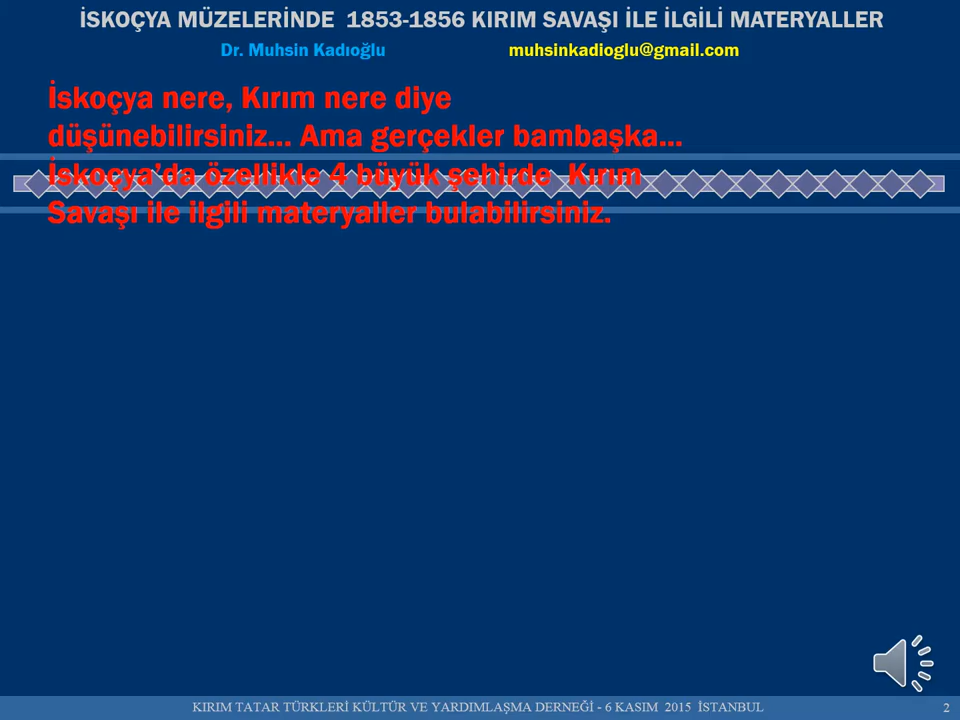 İSKOÇYA MÜZELERİNDE 1853-1856 KIRIM SAVAŞI İLE İLGİLİ MATERYALLER
Dr. Muhsin Kadıoğlu muhsinkadioglu@gmail.com
İskoçya nere, Kırım nere diye
düşünebilirsiniz... Ama gerçekler bambaşka...
İskoçya'da özellikle 4 büyük şehirde Kırım
Savaşı ile ilgili materyaller bulabilirsiniz.
KIRIM TATAR TÜRKLERİ KÜLTÜR VE YARDIMLAŞMA DERNEĞİ - 6 KASIM 2015 İSTANBUL 2